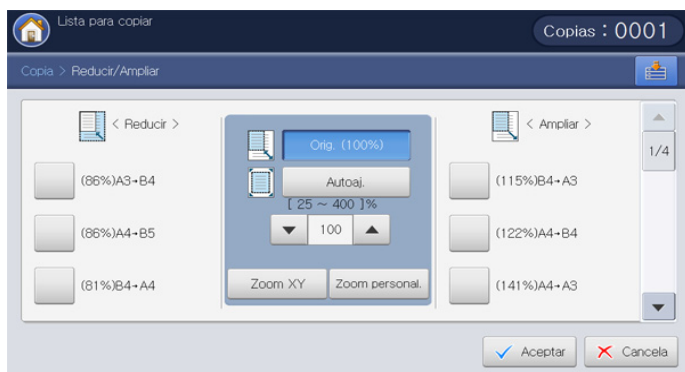 Lista para copiar
Copias : 0001
Copia > Reducir/Ampliar
< Reducir >
(86%)A3→B4
(86%)A4→B5
(81%)B4→A4
Orig. (100%)
Autoaj.
[ 25 ~ 400 ]%
100
Zoom XY
Zoom personal.
< Ampliar >
(115%)B4→A3
(122%)A4→B4
(141%)A4→A3
1/4
Aceptar
Cancela